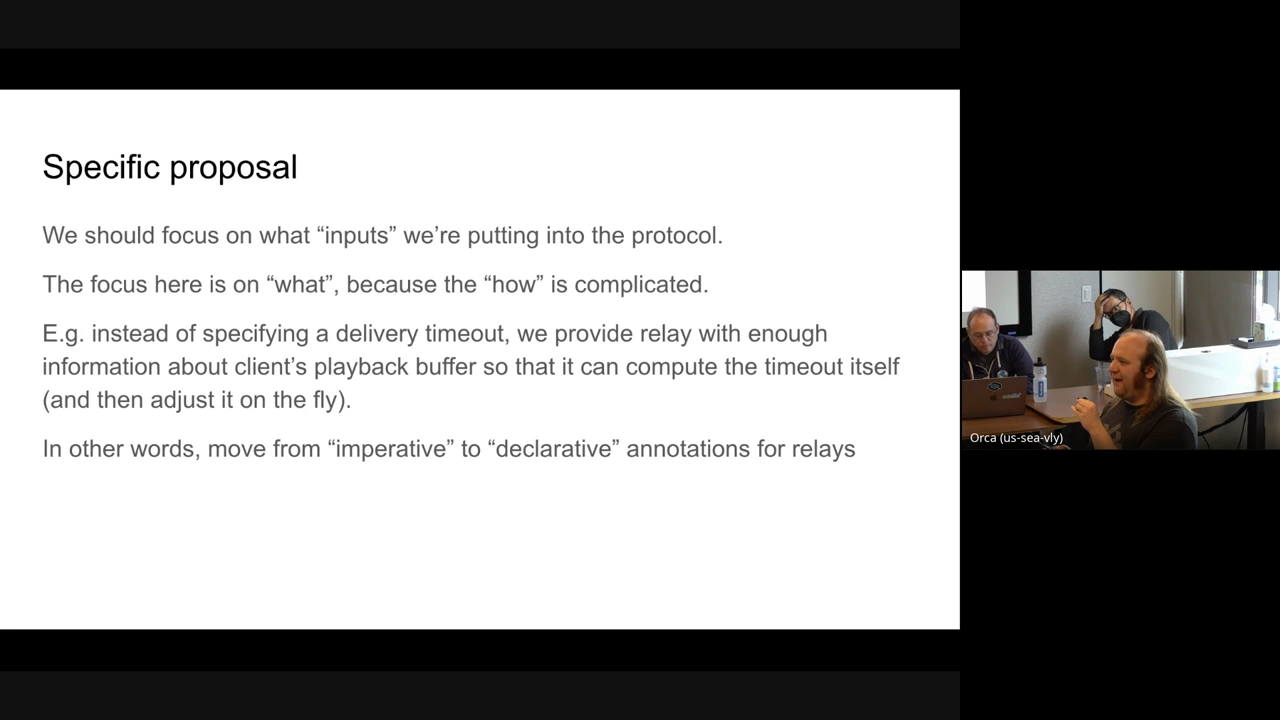 Specific proposal
We should focus on what “inputs” we’re putting into the protocol.
The focus here is on “what”, because the “how” is complicated.
E.g. instead of specifying a delivery timeout, we provide relay with enough
information about client’s playback buffer so that it can compute the timeout itself
(and then adjust it on the fly).
In other words, move from “imperative” to “declarative” annotations for relays
Orca (us-sea-vly)